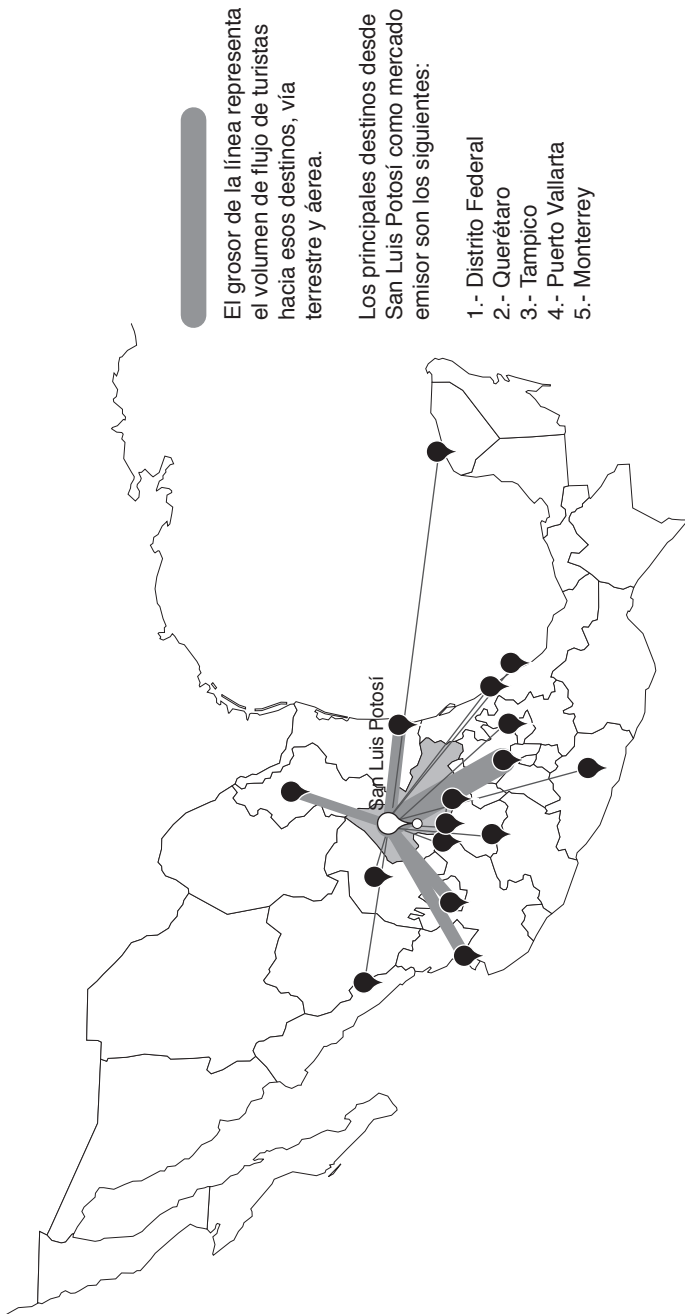 El grosor de la línea representa
el volumen de flujo de turistas
hacia esos destinos, vía
terrestre y áerea.
Los principales destinos desde
San Luis Potosí como mercado
emisor son los siguientes:
1.- Distrito Federal
2.- Querétaro
3.- Tampico
4.- Puerto Vallarta
5.- Monterrey
San Luis Potosí